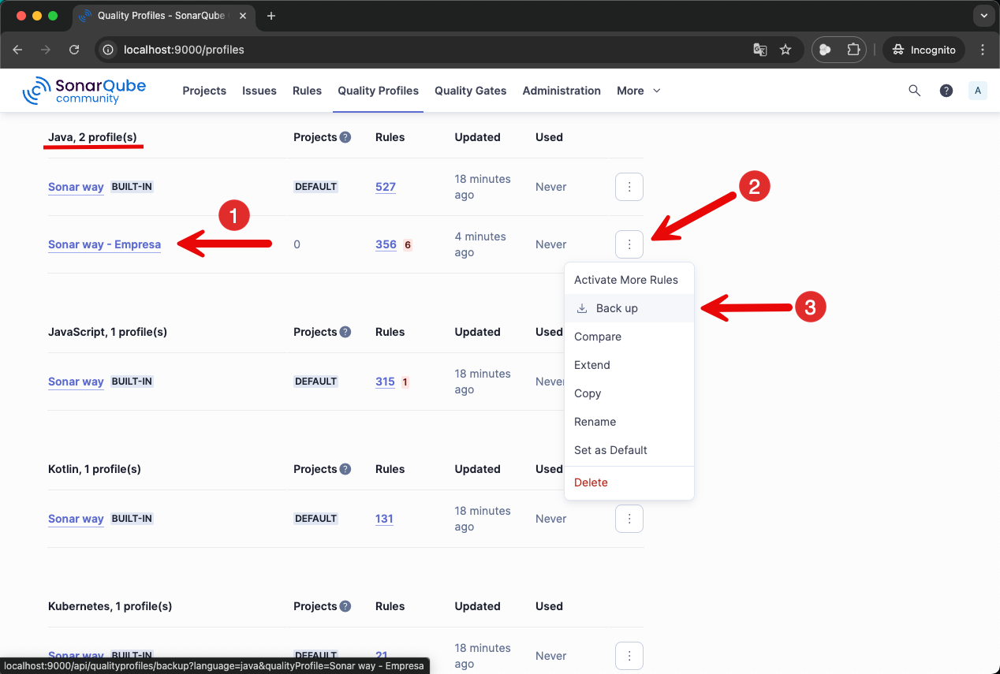 Quality Profiles - SonarQube
localhost:9000/profiles
Incognito
SonarQube
community
Projects
Issues
Rules
Quality Profiles
Quality Gates
Administration
More
?
A
Java, 2 profile(s) Projects ? Rules Updated Used
Sonar way BUILT-IN DEFAULT 527 18 minutes ago Never
2
1
Sonar way - Empresa 0 356 6 4 minutes ago Never
Activate More Rules
Back up
3
Compare
Extend
Copy
Rename
Set as Default
Delete
JavaScript, 1 profile(s) Projects ? Rules Updated Used
Sonar way BUILT-IN DEFAULT 315 1 18 minutes ago Never
Kotlin, 1 profile(s) Projects ? Rules Updated Used
Sonar way BUILT-IN DEFAULT 131 18 minutes ago Never
Kubernetes, 1 profile(s) Projects ? Rules Updated Used
Sonar way BUILT-IN DEFAULT 21 18 minutes ago Never
localhost:9000/api/qualityprofiles/backup?language=java&qualityProfile=Sonar way - Empresa